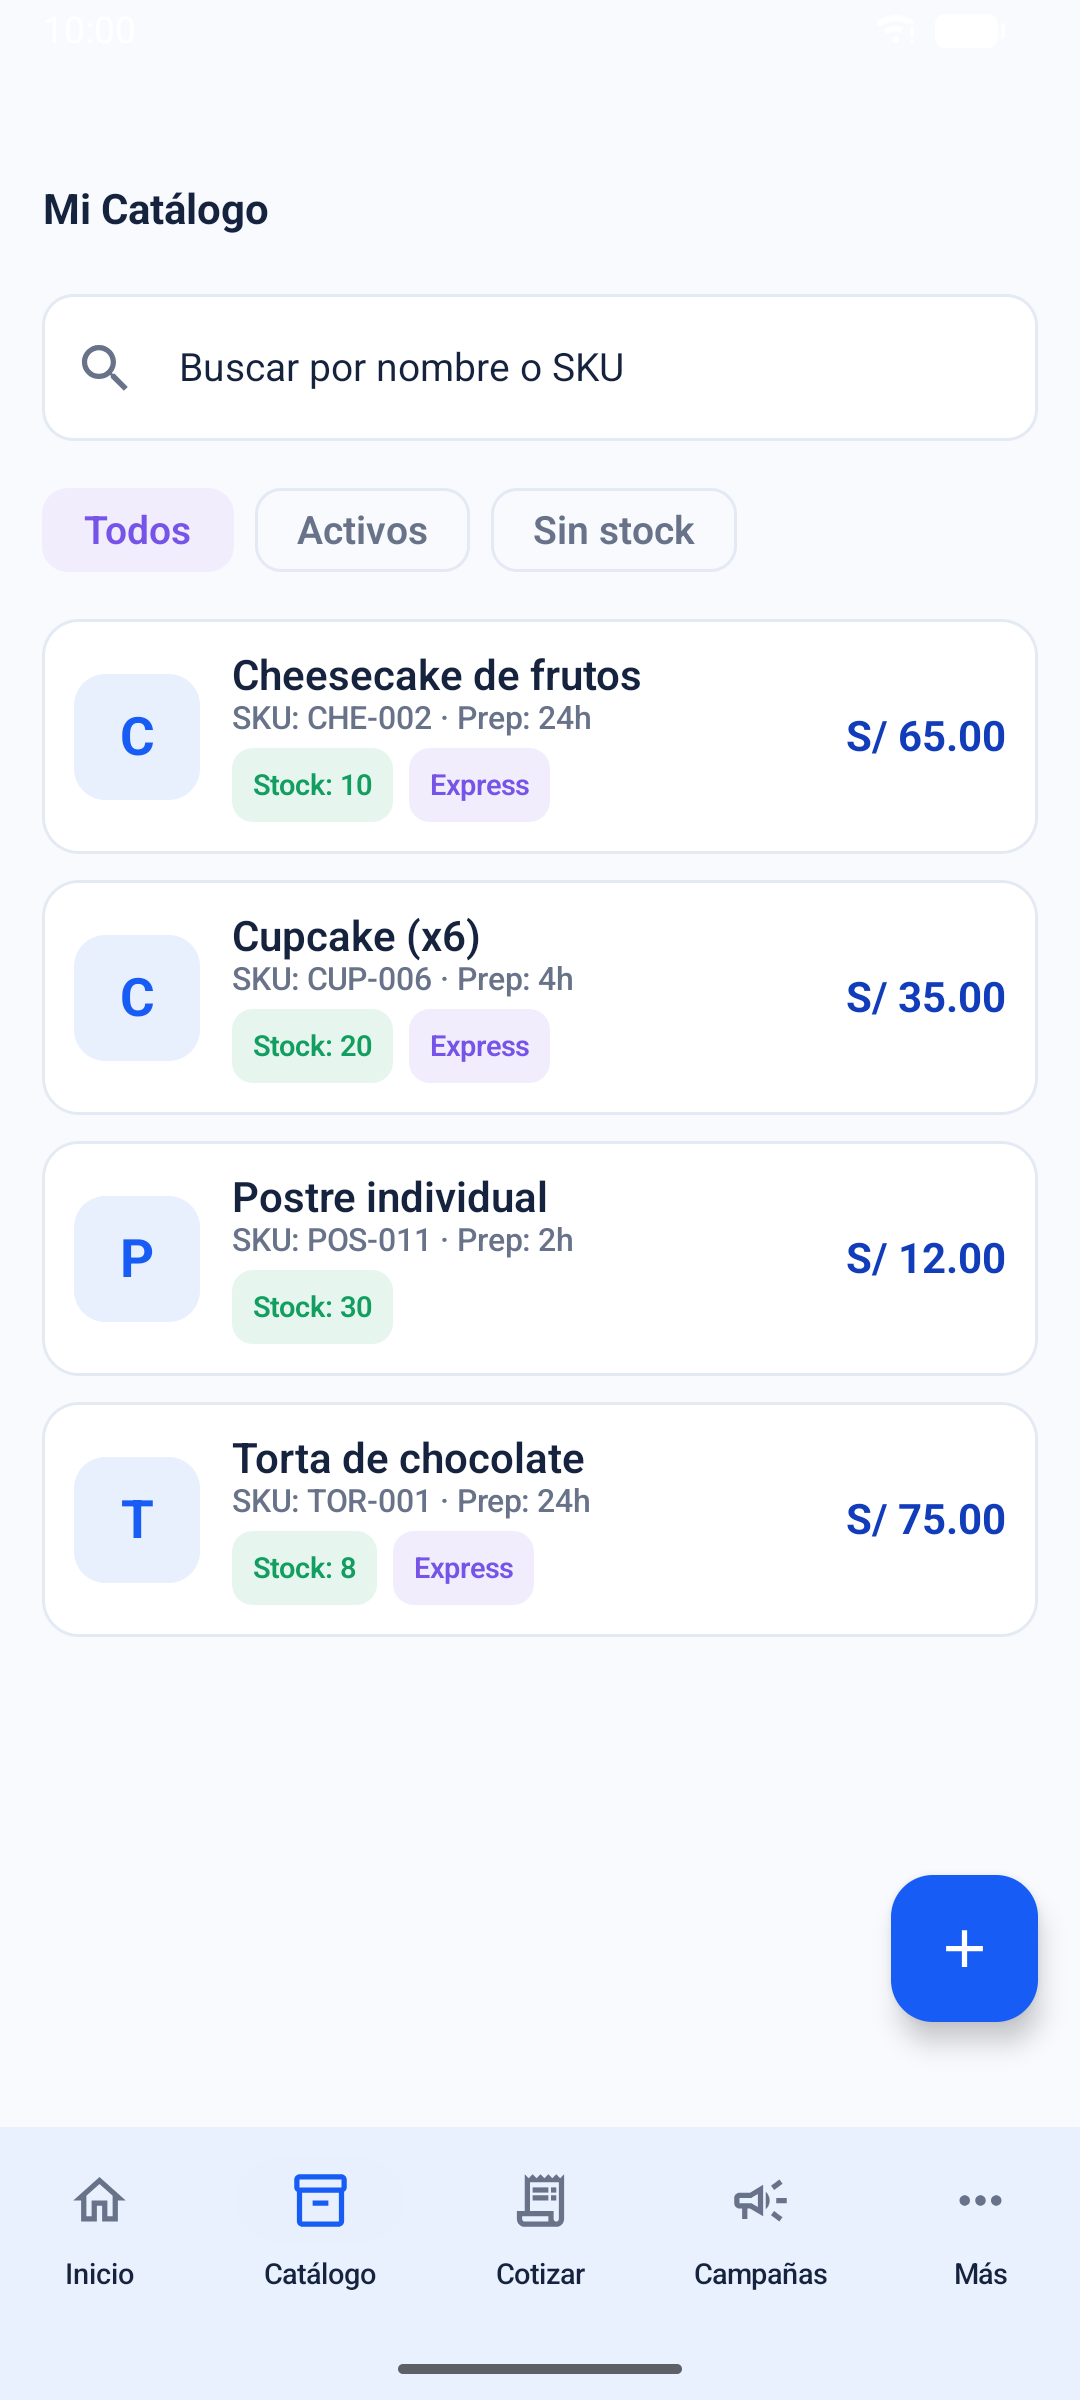 10:00
Mi Catálogo
Buscar por nombre o SKU
Todos
Activos
Sin stock
C
Cheesecake de frutos
SKU: CHE-002 · Prep: 24h
Stock: 10
Express
S/ 65.00
C
Cupcake (x6)
SKU: CUP-006 · Prep: 4h
Stock: 20
Express
S/ 35.00
P
Postre individual
SKU: POS-011 · Prep: 2h
Stock: 30
S/ 12.00
T
Torta de chocolate
SKU: TOR-001 · Prep: 24h
Stock: 8
Express
S/ 75.00
Inicio
Catálogo
Cotizar
Campañas
Más